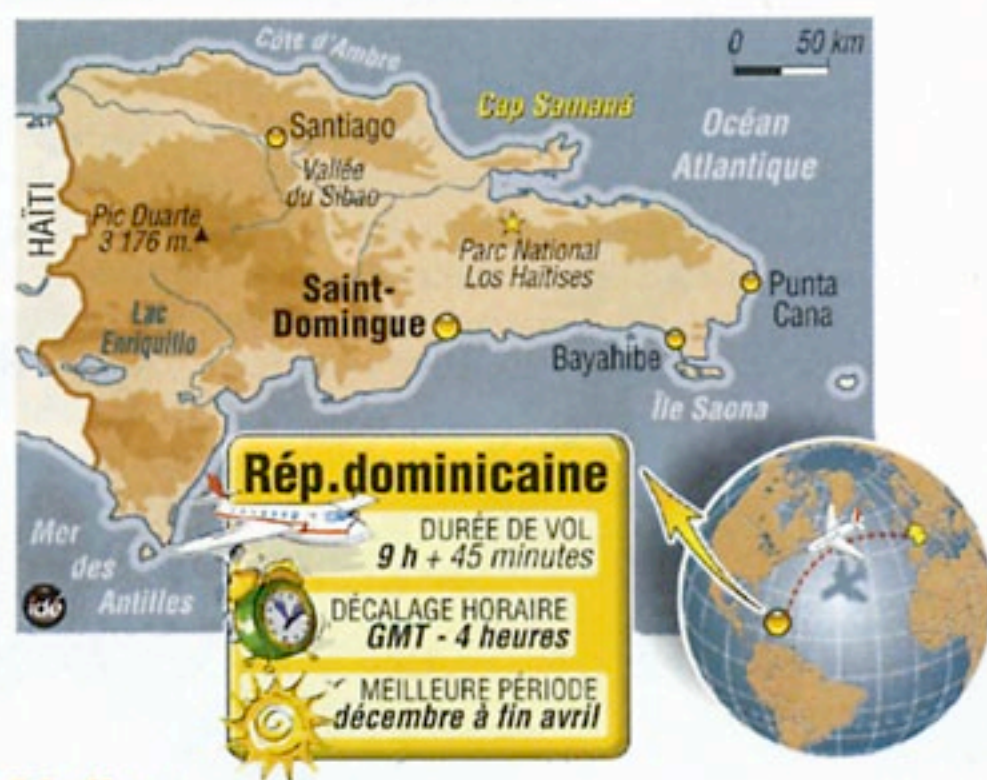 Côte d'Ambre
0 50 km
Cap Samaná
Océan
Atlantique
Santiago
Vallée
du Sibao
HAÏTI
Pic Duarte
3 176 m.
Parc National
Los Haïtises
Saint-
Domingue
Punta
Cana
Lac
Enriquillo
Bayahibe
Île Saona
Mer
des
Antilles
idé
Rép.dominicaine
DURÉE DE VOL
9 h + 45 minutes
DÉCALAGE HORAIRE
GMT - 4 heures
MEILLEURE PÉRIODE
décembre à fin avril